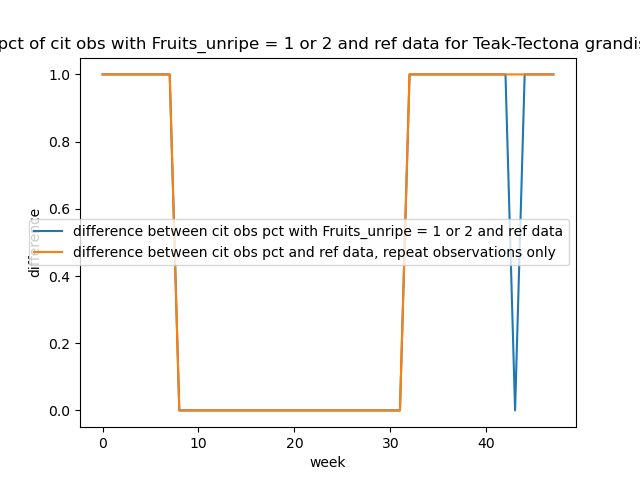 pct of cit obs with Fruits_unripe = 1 or 2 and ref data for Teak-Tectona grandis
1.0
0.8
0.6
0.4
0.2
0.0
difference
difference between cit obs pct with Fruits_unripe = 1 or 2 and ref data
difference between cit obs pct and ref data, repeat observations only
0 10 20 30 40
week